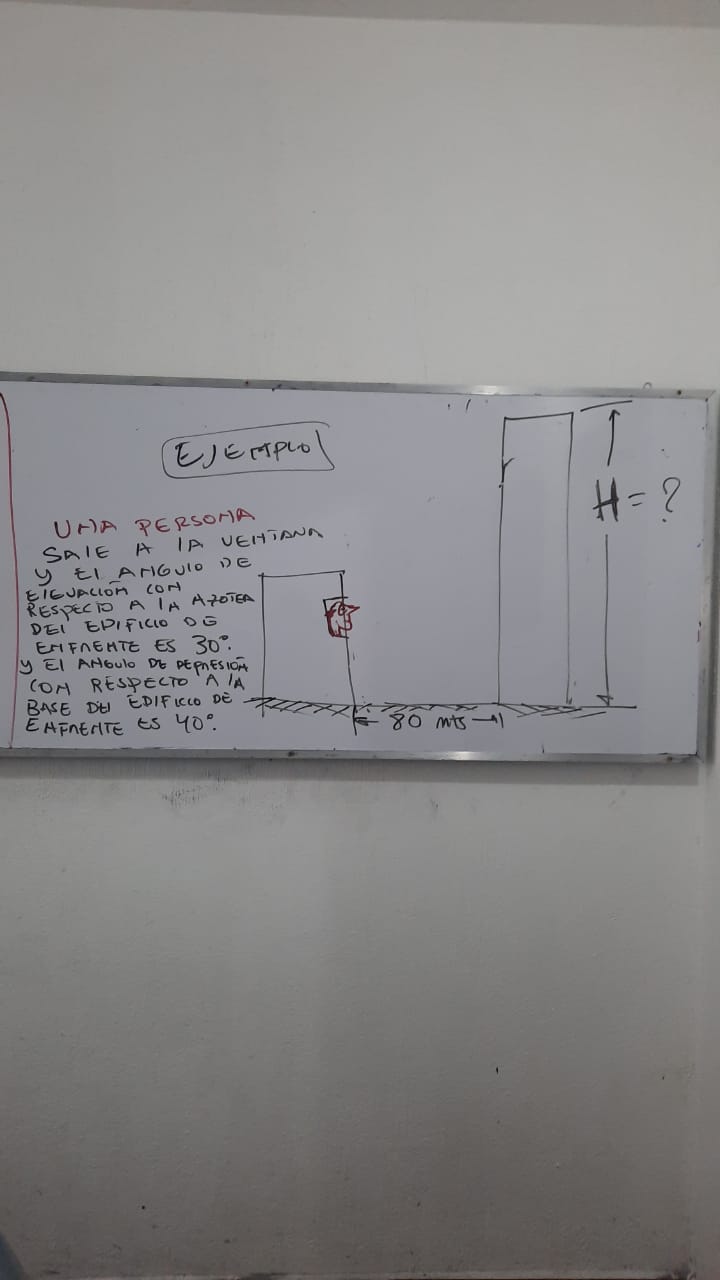 EJEMPLO
UNA PERSONA
SALE A LA VENTANA
Y EL ANGULO DE
ELEVACIÓN CON
RESPECTO A LA AZOTEA
DEL EDIFICIO DE
ENFRENTE ES 30°.
Y EL ANGULO DE DEPRESIÓN
CON RESPECTO A LA
BASE DEL EDIFICIO DE
ENFRENTE ES 40°.
H = ?
80 mts